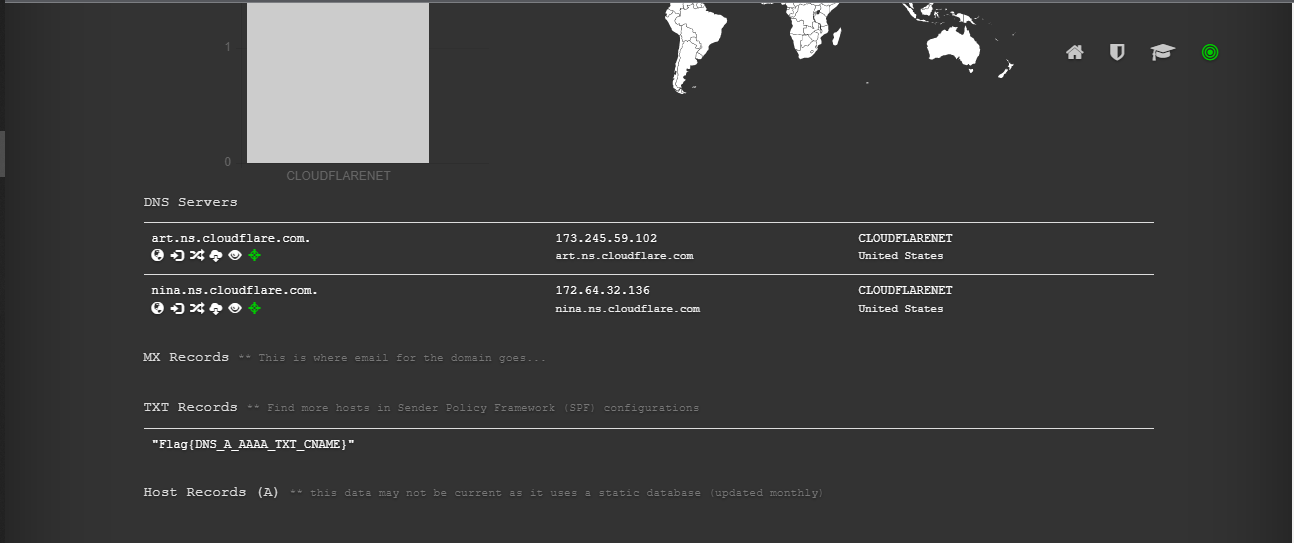 1
0
CLOUDFLARENET
DNS Servers
art.ns.cloudflare.com. 173.245.59.102 CLOUDFLARENET
art.ns.cloudflare.com United States
nina.ns.cloudflare.com. 172.64.32.136 CLOUDFLARENET
nina.ns.cloudflare.com United States
MX Records ** This is where email for the domain goes...
TXT Records ** Find more hosts in Sender Policy Framework (SPF) configurations
"Flag{DNS_A_AAAA_TXT_CNAME}"
Host Records (A) ** this data may not be current as it uses a static database (updated monthly)